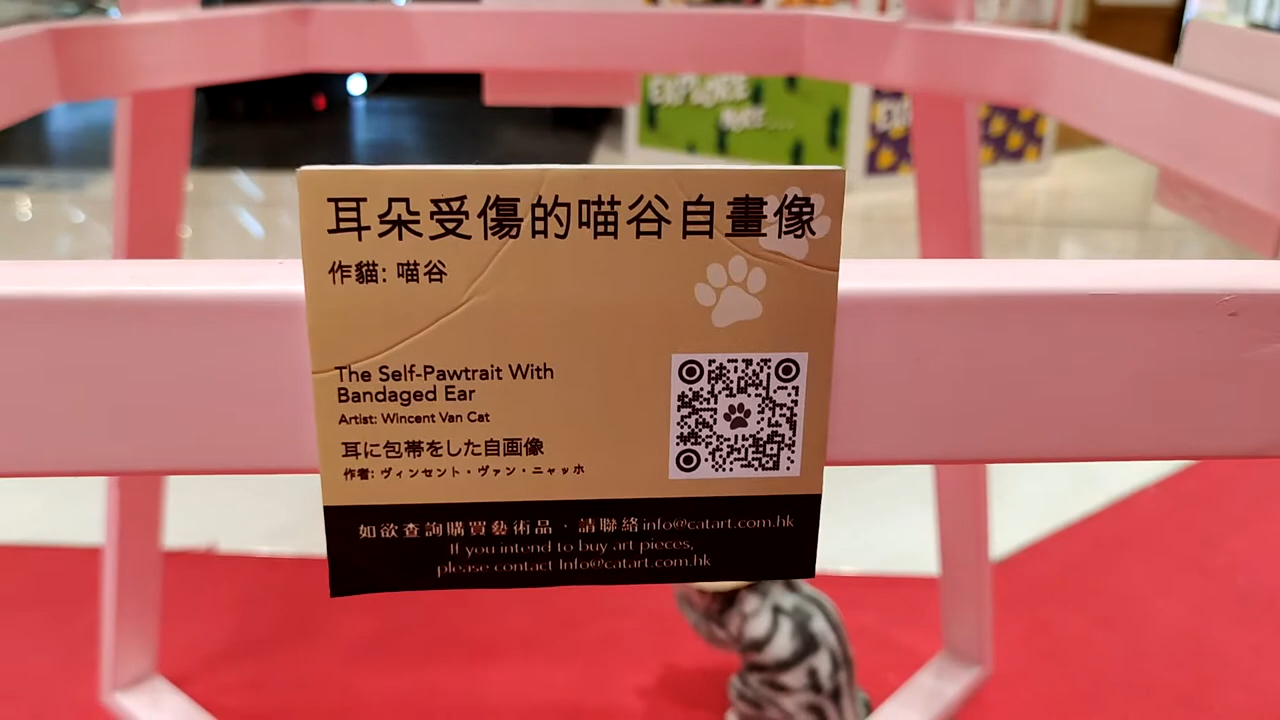 EXPLORE
耳朵受傷的喵谷自畫像
作貓: 喵谷
The Self-Pawtrait With
Bandaged Ear
Artist: Wincent Van Cat
耳に包帯をした自画像
作者: ヴィンセント・ヴァン・ニャッホ
如欲查詢購買藝術品 · 請聯絡 info@catart.com.hk
If you intend to buy art pieces,
please contact Info@catart.com.hk